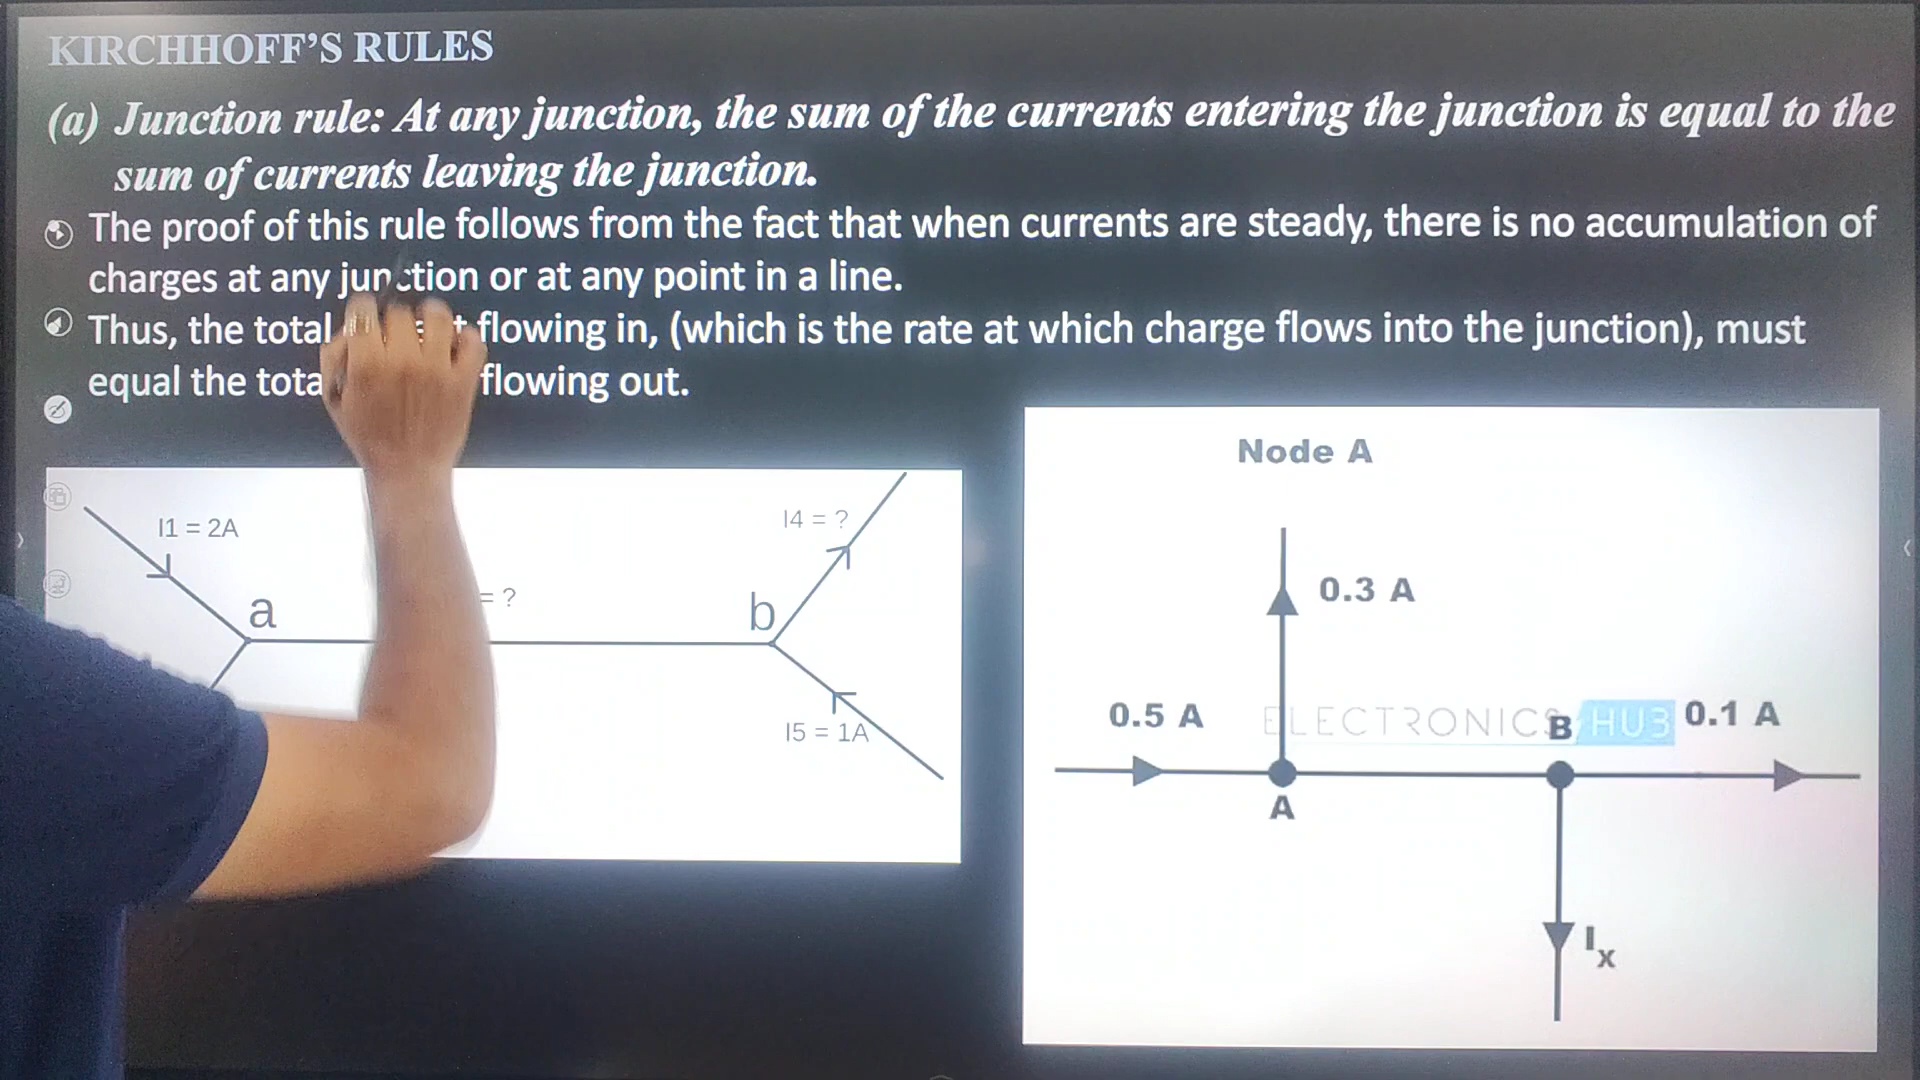 KIRCHHOFF'S RULES
(a) Junction rule: At any junction, the sum of the currents entering the junction is equal to the
sum of currents leaving the junction.
The proof of this rule follows from the fact that when currents are steady, there is no accumulation of
charges at any junction or at any point in a line.
Thus, the total flowing in, (which is the rate at which charge flows into the junction), must
equal the flowing out.
I1 = 2A
a
= ?
b
I4 = ?
I5 = 1A
Node A
0.3 A
0.5 A
ELECTRONICS HUB
B
0.1 A
A
Ix